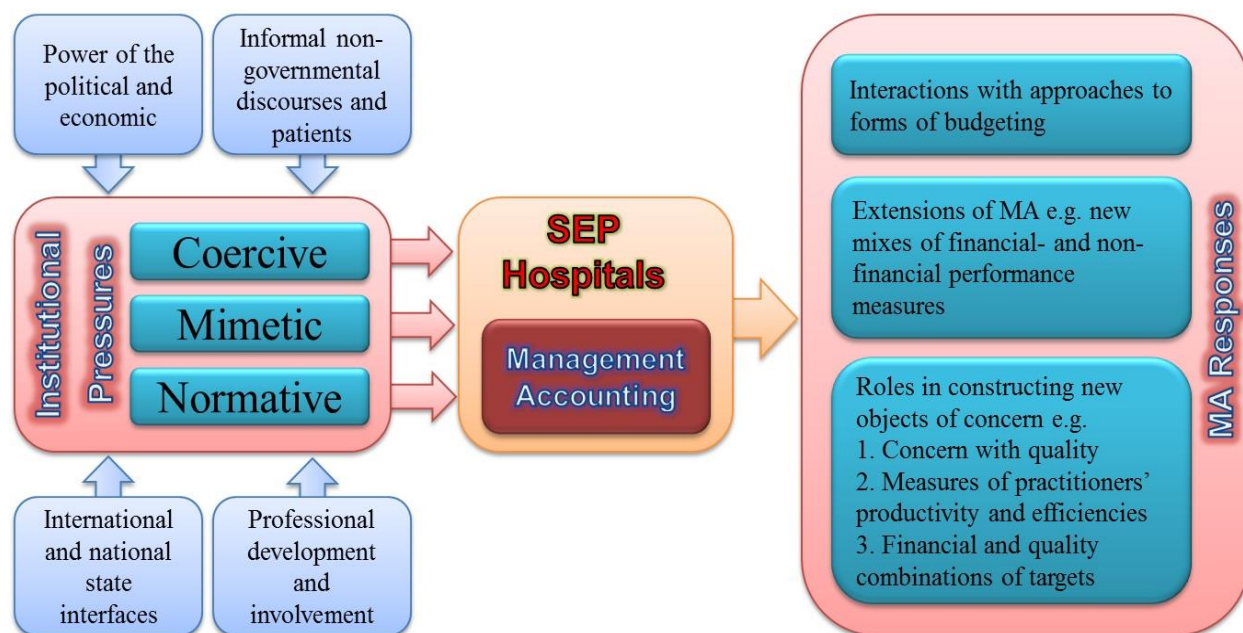 Power of the
political and
economic
Informal non-
governmental
discourses and
patients
Institutional
Pressures
Coercive
Mimetic
Normative
International
and national
state
interfaces
Professional
development
and
involvement
SEP
Hospitals
Management
Accounting
Interactions with approaches to
forms of budgeting
Extensions of MA e.g. new
mixes of financial- and non-
financial performance
measures
Roles in constructing new
objects of concern e.g.
1. Concern with quality
2. Measures of practitioners’
productivity and efficiencies
3. Financial and quality
combinations of targets
MA Responses